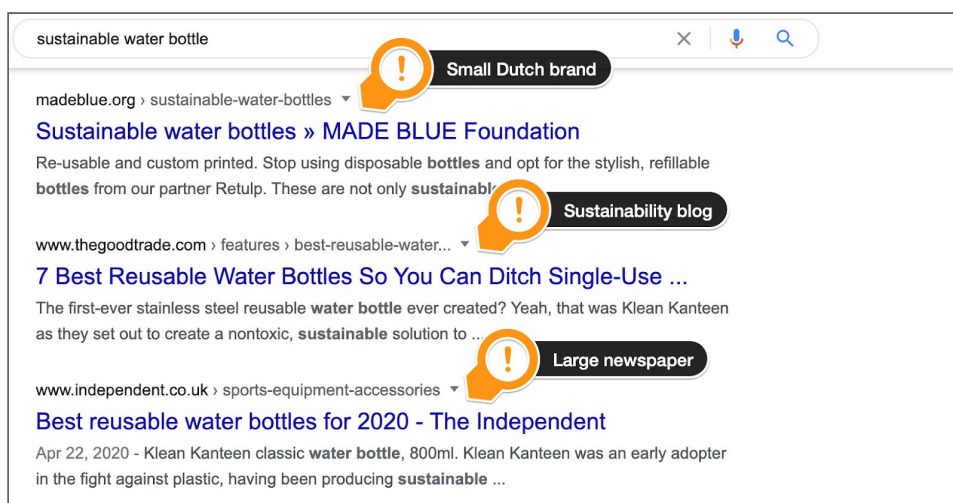 sustainable water bottle
Small Dutch brand
madeblue.org › sustainable-water-bottles
Sustainable water bottles » MADE BLUE Foundation
Re-usable and custom printed. Stop using disposable bottles and opt for the stylish, refillable
bottles from our partner Retulp. These are not only sustainabl
Sustainability blog
www.thegoodtrade.com › features › best-reusable-water...
7 Best Reusable Water Bottles So You Can Ditch Single-Use ...
The first-ever stainless steel reusable water bottle ever created? Yeah, that was Klean Kanteen
as they set out to create a nontoxic, sustainable solution to ...
Large newspaper
www.independent.co.uk › sports-equipment-accessories
Best reusable water bottles for 2020 - The Independent
Apr 22, 2020 - Klean Kanteen classic water bottle, 800ml. Klean Kanteen was an early adopter
in the fight against plastic, having been producing sustainable ...